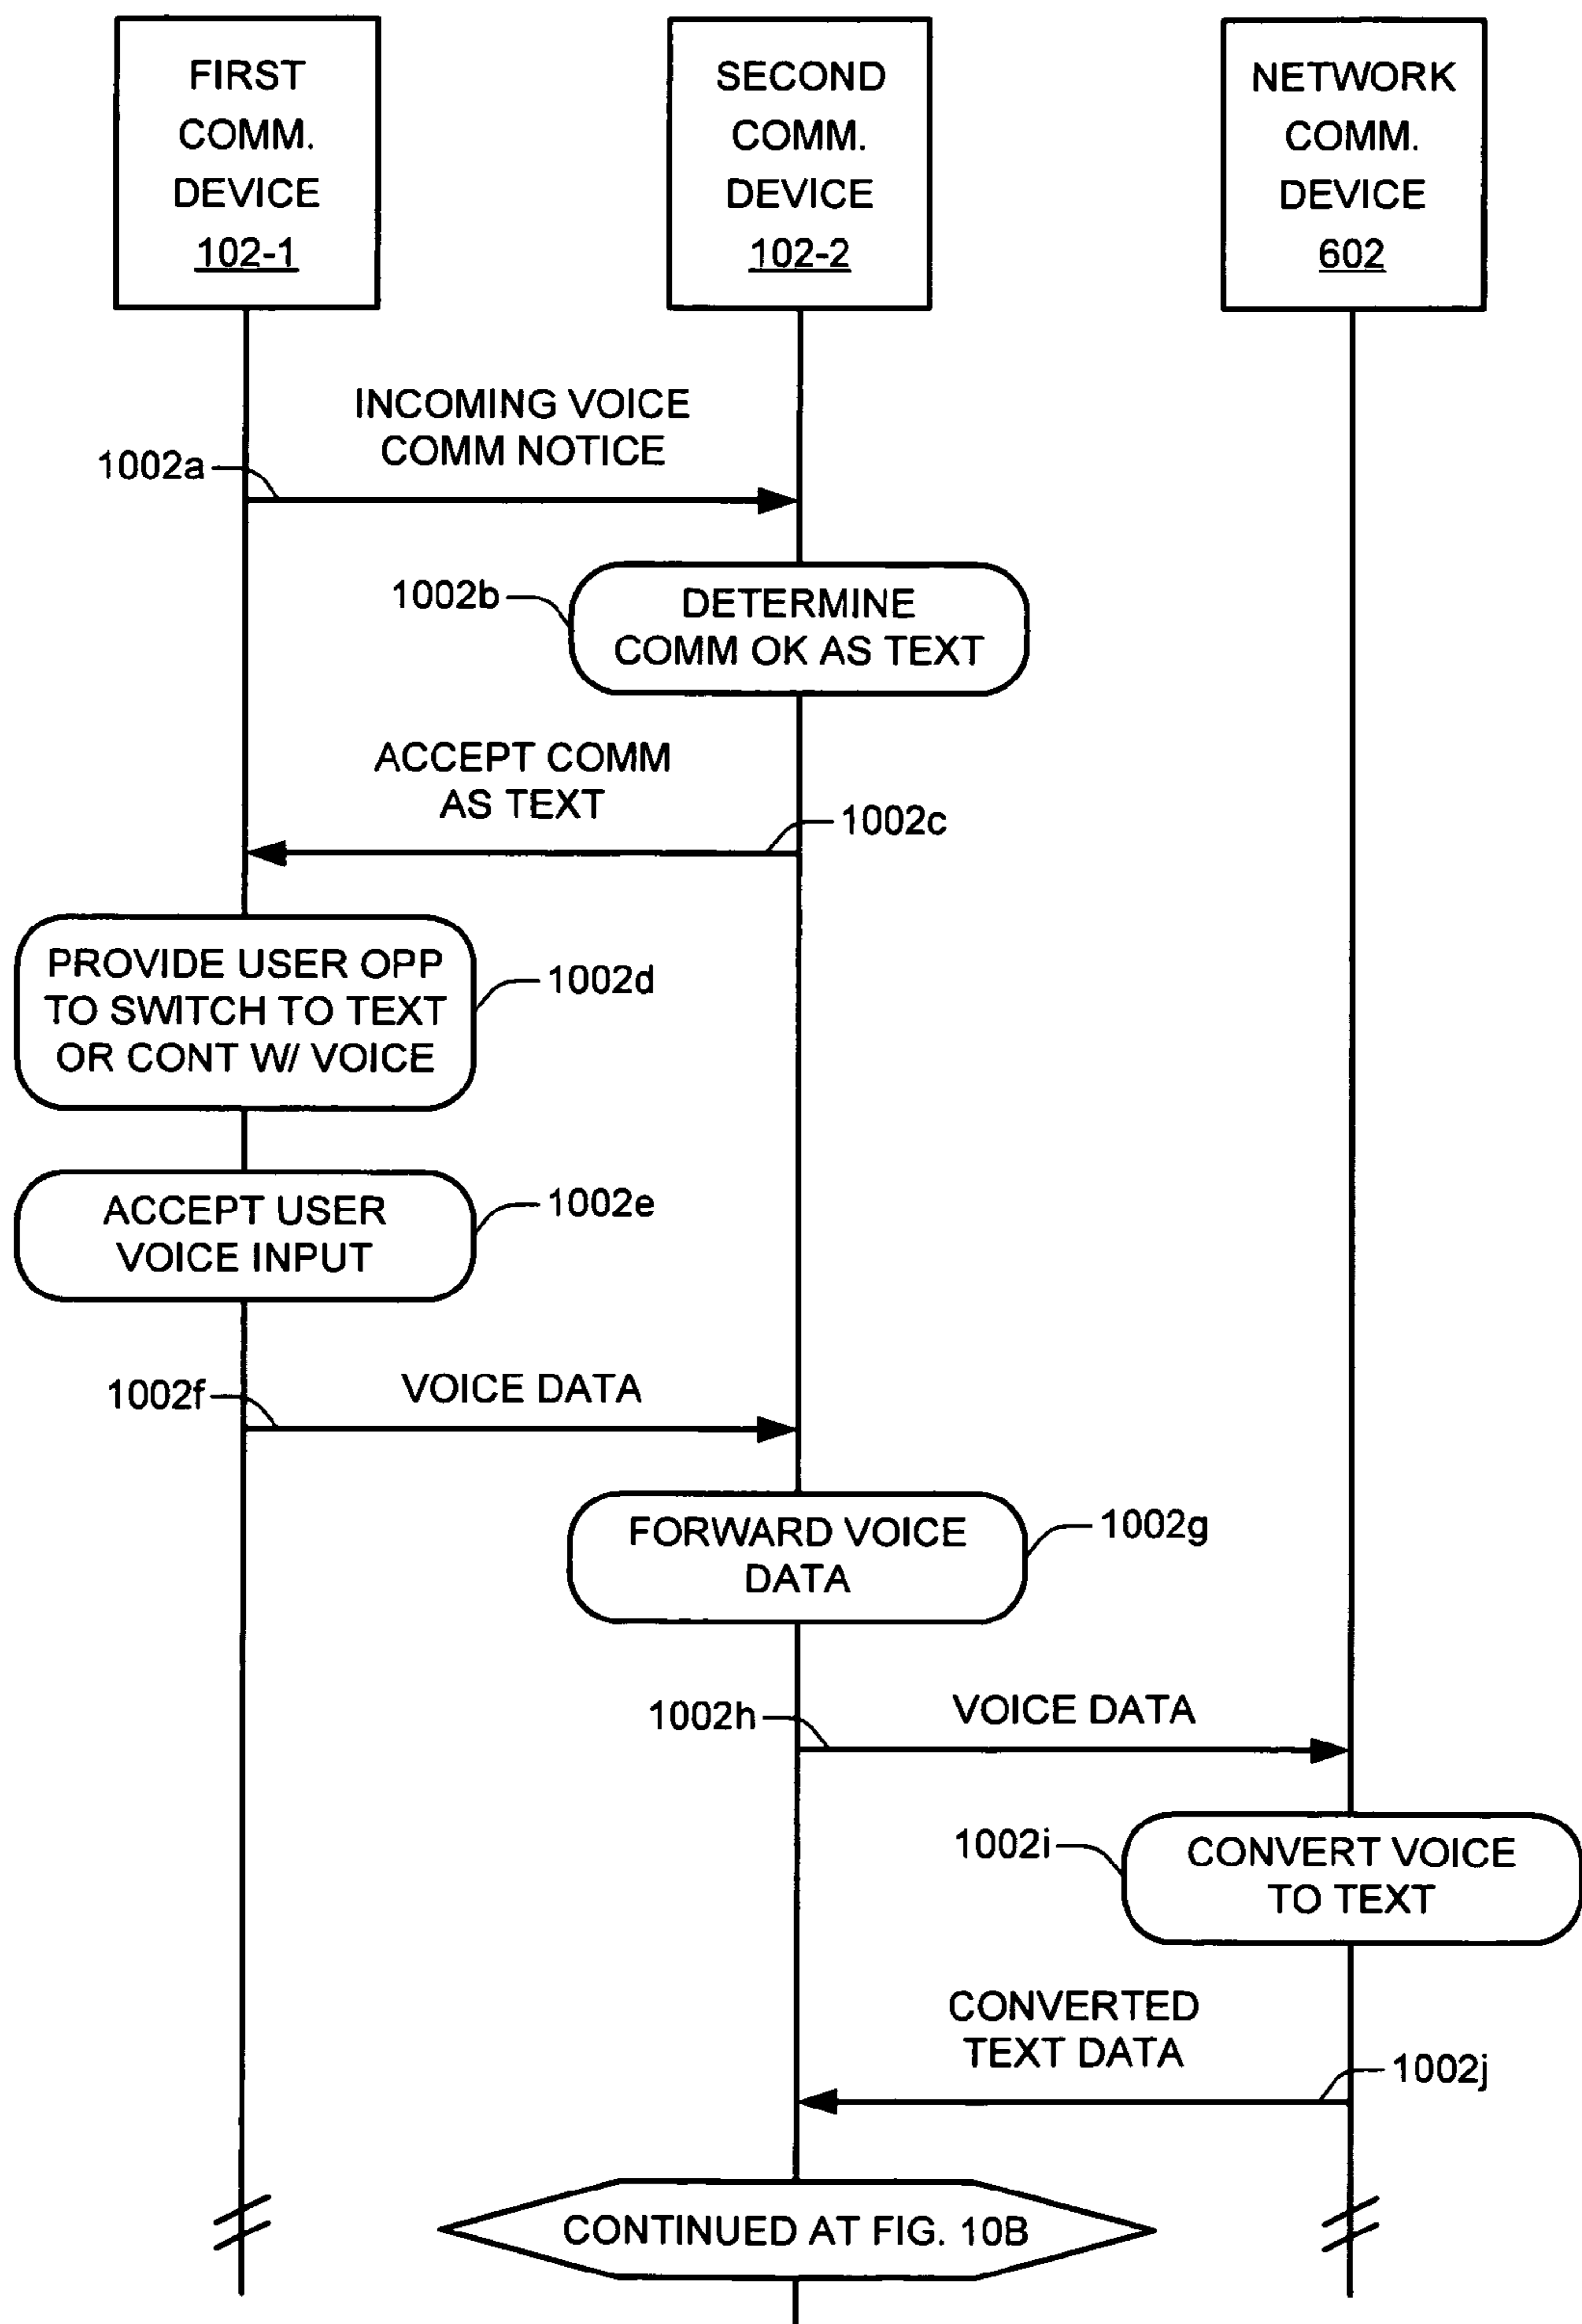 FIRST
COMM.
DEVICE
102-1
SECOND
COMM.
DEVICE
102-2
NETWORK
COMM.
DEVICE
602
INCOMING VOICE
COMM NOTICE
1002a
1002b
DETERMINE
COMM OK AS TEXT
ACCEPT COMM
AS TEXT
1002c
PROVIDE USER OPP
TO SWITCH TO TEXT
OR CONT W/ VOICE
1002d
ACCEPT USER
VOICE INPUT
1002e
1002f
VOICE DATA
FORWARD VOICE
DATA
1002g
1002h
VOICE DATA
1002i
CONVERT VOICE
TO TEXT
CONVERTED
TEXT DATA
1002j
CONTINUED AT FIG. 10B